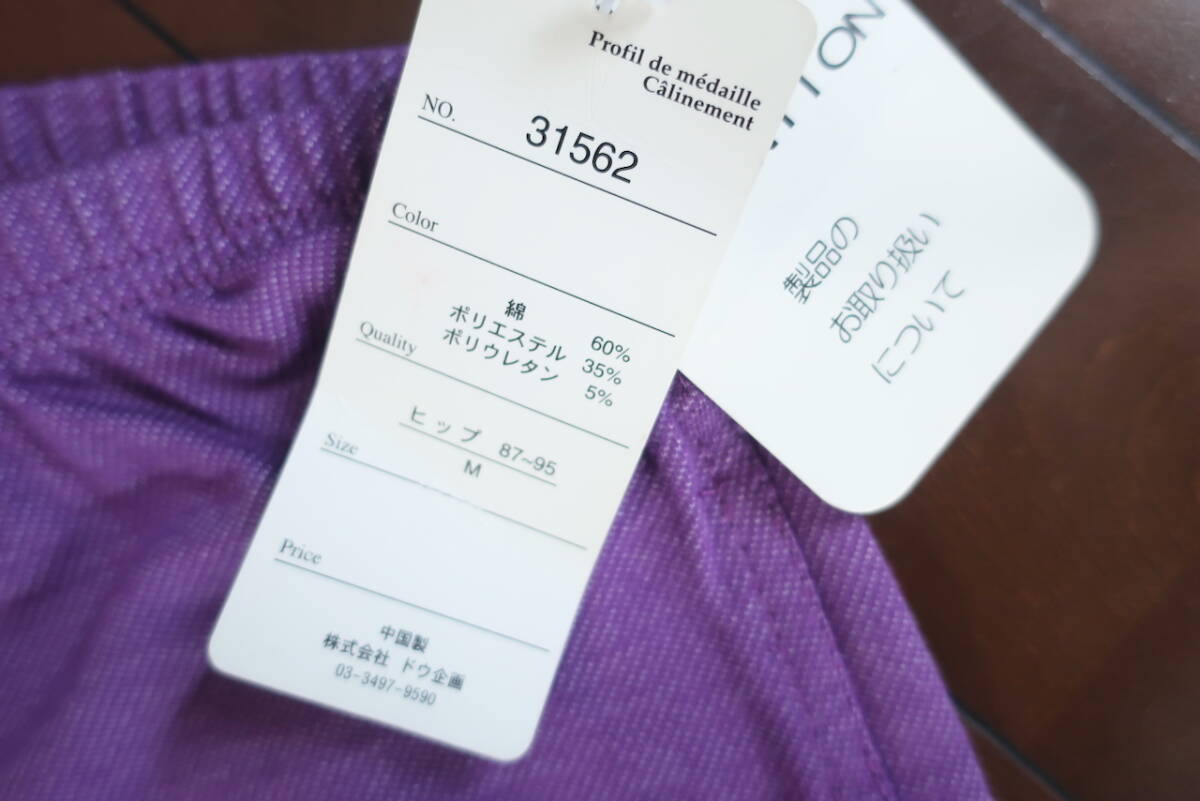 Profil de médaille
Câlinement
NO. 31562
Color
綿 60%
ポリエステル 35%
ポリウレタン 5%
Quality
ヒップ 87~95
M
Size
Price
中国製
株式会社 ドウ企画
03-3497-9590
製品の
お取り扱い
について